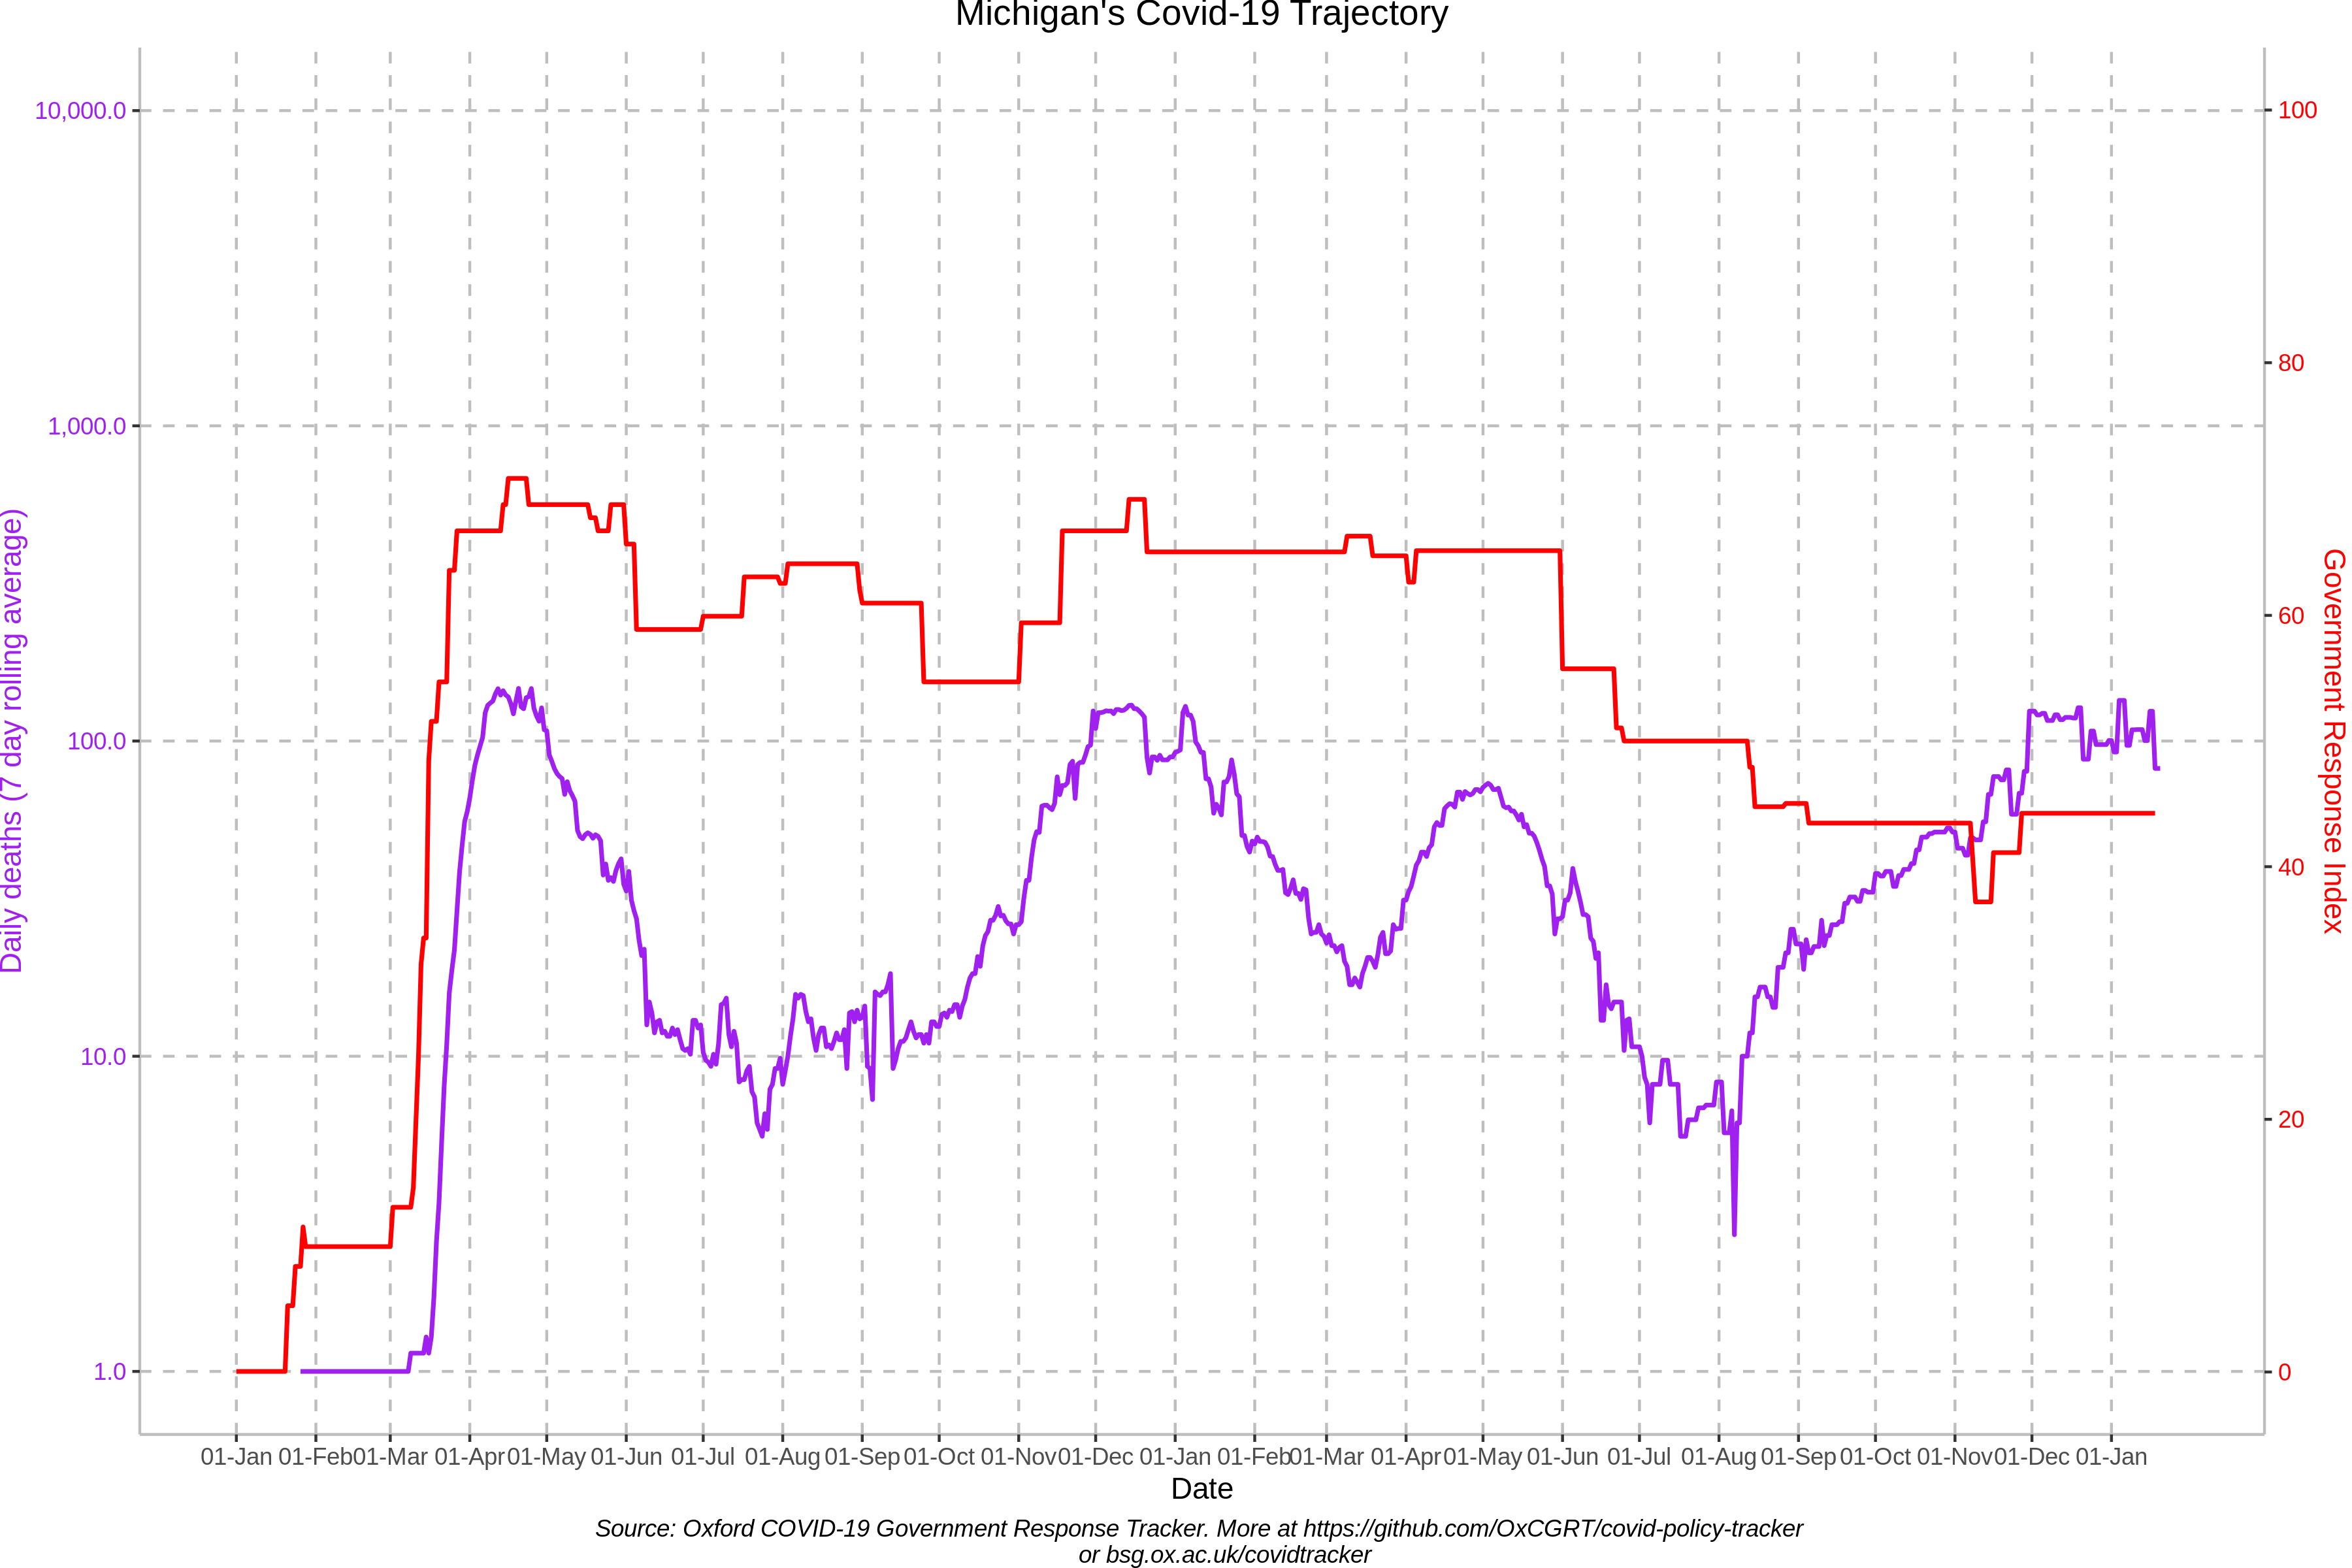 Michigan's Covid-19 Trajectory
10,000.0
1,000.0
100.0
10.0
1.0
Daily deaths (7 day rolling average)
100
80
60
40
20
0
Government Response Index
01-Jan 01-Feb 01-Mar 01-Apr 01-May 01-Jun 01-Jul 01-Aug 01-Sep 01-Oct 01-Nov 01-Dec 01-Jan 01-Feb 01-Mar 01-Apr 01-May 01-Jun 01-Jul 01-Aug 01-Sep 01-Oct 01-Nov 01-Dec 01-Jan
Date
Source: Oxford COVID-19 Government Response Tracker. More at https://github.com/OxCGRT/covid-policy-tracker
or bsg.ox.ac.uk/covidtracker